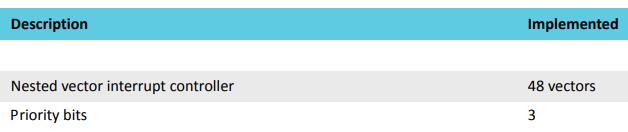 Description Implemented
Nested vector interrupt controller 48 vectors
Priority bits 3